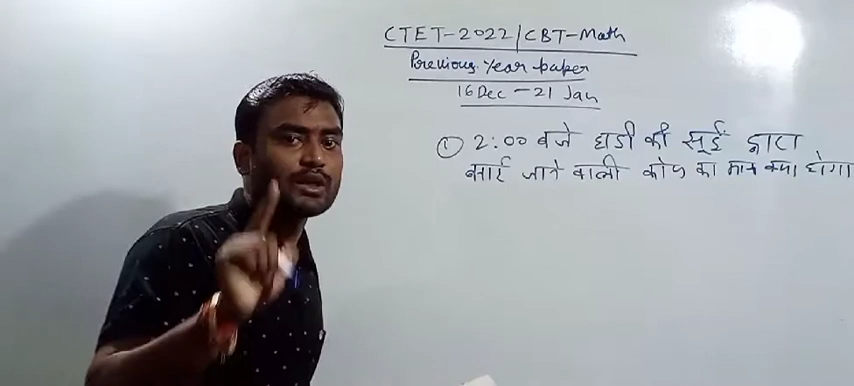 CTET-2022/CBT-Math
Previous Year paper
16 Dec - 21 Jan
① 2:00 बजे घडी की सूई द्वारा
बनाई जाने वाली कोण का मान क्या होगा